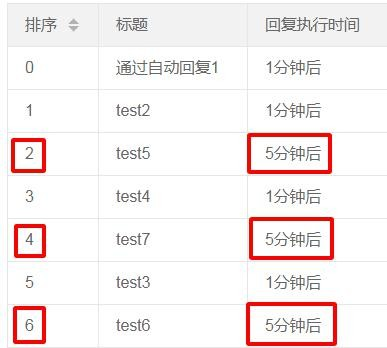 排序 标题 回复执行时间
0 通过自动回复1 1分钟后
1 test2 1分钟后
2 test5 5分钟后
3 test4 1分钟后
4 test7 5分钟后
5 test3 1分钟后
6 test6 5分钟后